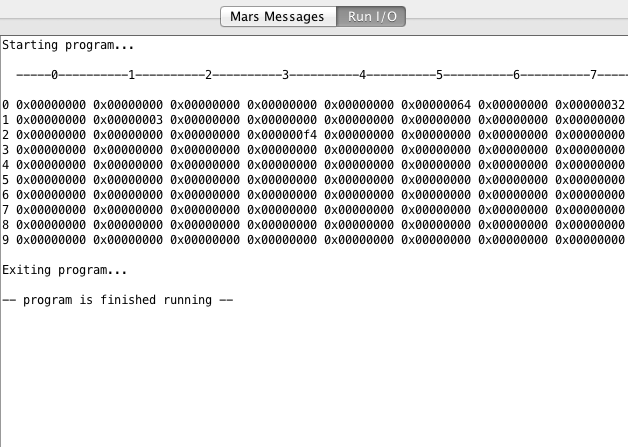 Mars Messages Run I/O
Starting program...
-----0----------1----------2----------3----------4----------5----------6----------7-----
0 0x00000000 0x00000000 0x00000000 0x00000000 0x00000000 0x00000064 0x00000000 0x00000032
1 0x00000000 0x00000003 0x00000000 0x00000000 0x00000000 0x00000000 0x00000000 0x00000000
2 0x00000000 0x00000000 0x00000000 0x000000f4 0x00000000 0x00000000 0x00000000 0x00000000
3 0x00000000 0x00000000 0x00000000 0x00000000 0x00000000 0x00000000 0x00000000 0x00000000
4 0x00000000 0x00000000 0x00000000 0x00000000 0x00000000 0x00000000 0x00000000 0x00000000
5 0x00000000 0x00000000 0x00000000 0x00000000 0x00000000 0x00000000 0x00000000 0x00000000
6 0x00000000 0x00000000 0x00000000 0x00000000 0x00000000 0x00000000 0x00000000 0x00000000
7 0x00000000 0x00000000 0x00000000 0x00000000 0x00000000 0x00000000 0x00000000 0x00000000
8 0x00000000 0x00000000 0x00000000 0x00000000 0x00000000 0x00000000 0x00000000 0x00000000
9 0x00000000 0x00000000 0x00000000 0x00000000 0x00000000 0x00000000 0x00000000 0x00000000
Exiting program...
-- program is finished running --